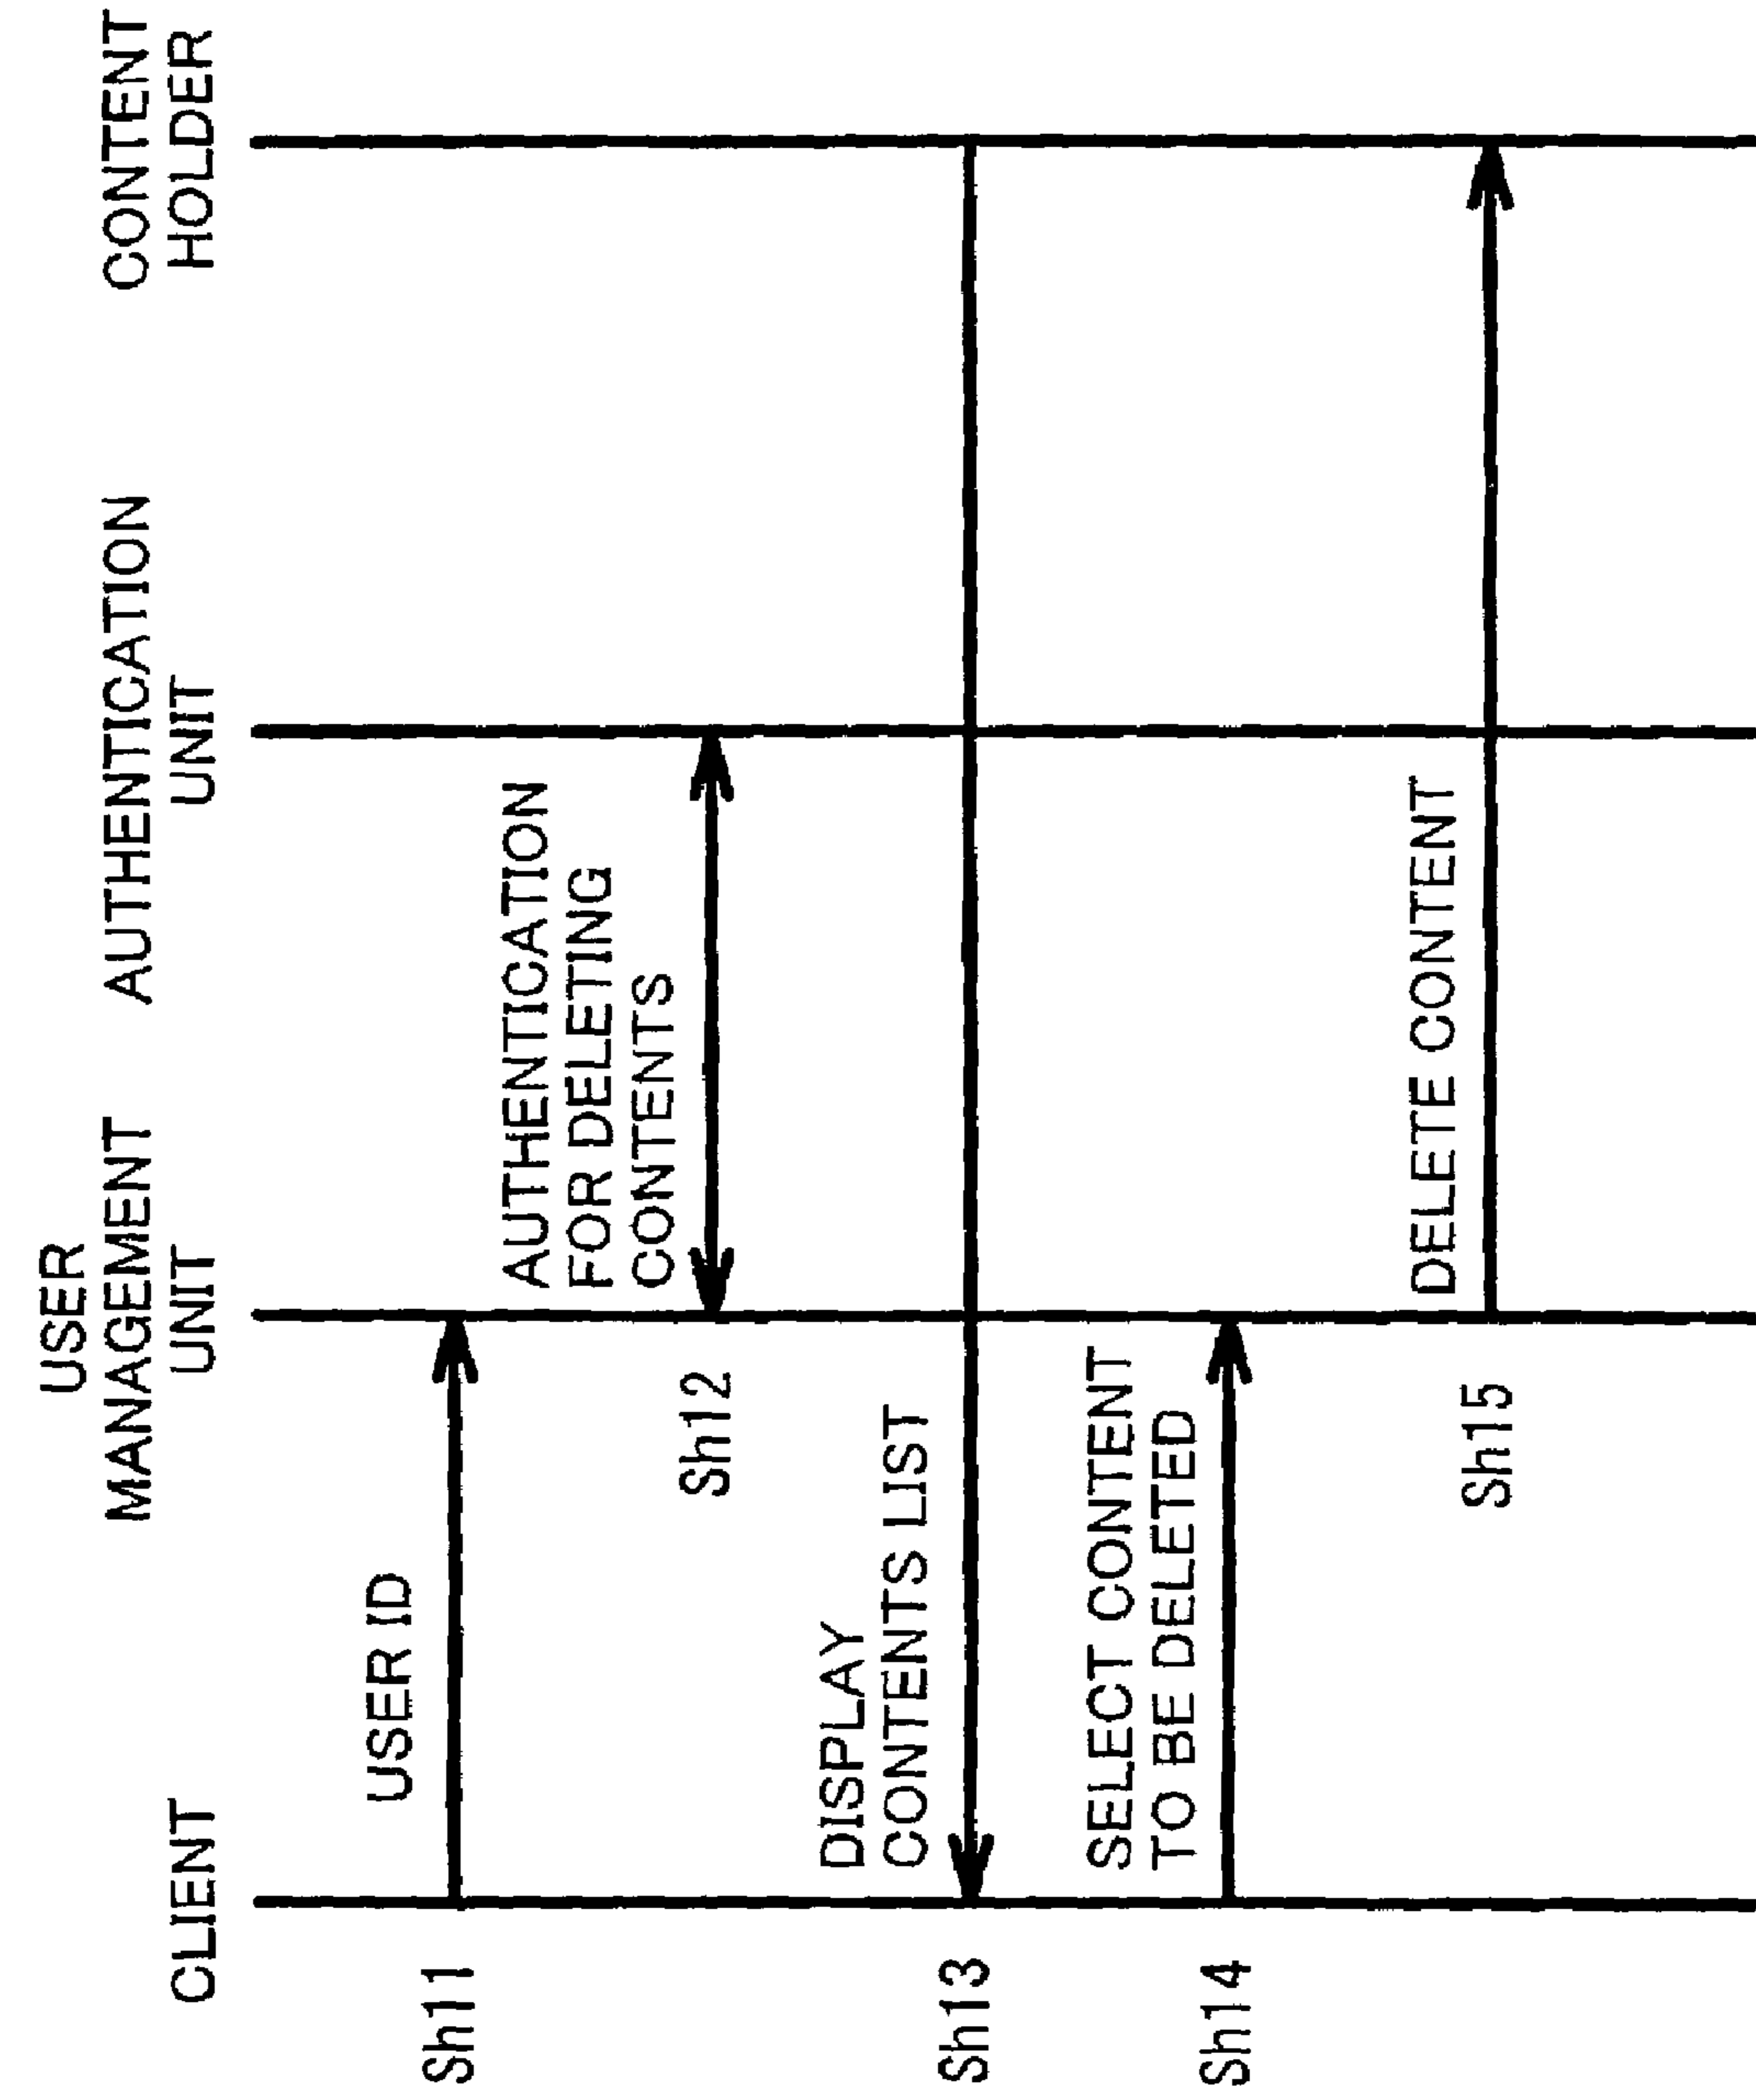 CLIENT
USER
MANAGEMENT
UNIT
AUTHENTICATION
UNIT
CONTENT
HOLDER
Sh11
USER ID
Sh12
AUTHENTICATION
FOR DELETING
CONTENTS
Sh13
DISPLAY
CONTENTS LIST
Sh14
SELECT CONTENT
TO BE DELETED
Sh15
DELETE CONTENT